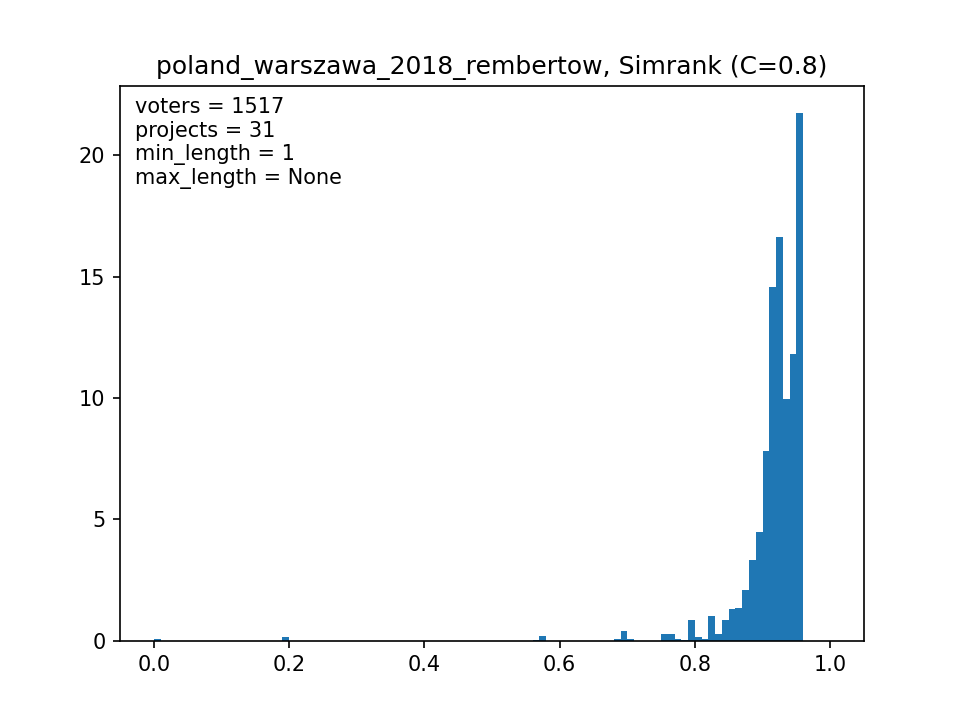 poland_warszawa_2018_rembertow, Simrank (C=0.8)
voters = 1517
projects = 31
min_length = 1
max_length = None
20
15
10
5
0
0.0 0.2 0.4 0.6 0.8 1.0